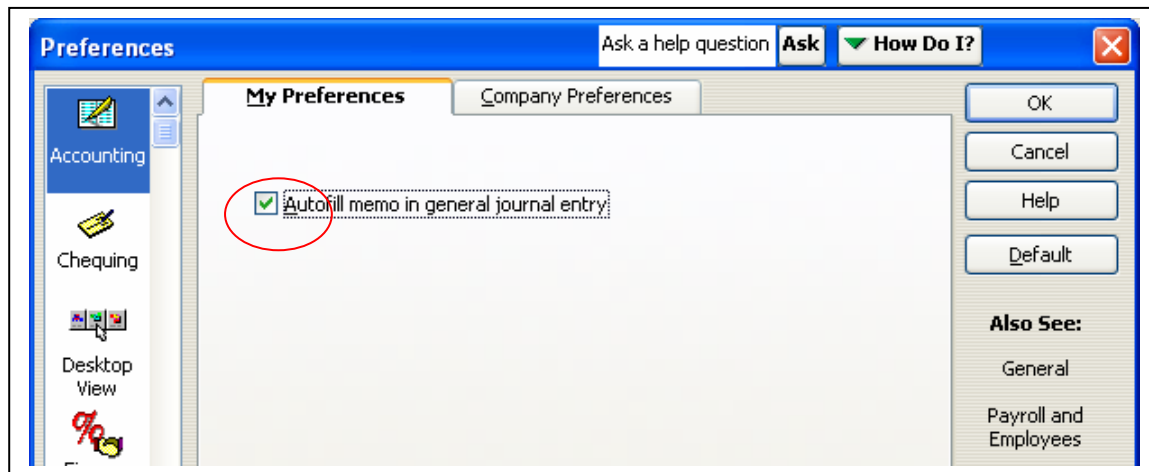 Preferences
Ask a help question Ask How Do I?
My Preferences
Company Preferences
Accounting
Chequing
Desktop
View
Autofill memo in general journal entry
OK
Cancel
Help
Default
Also See:
General
Payroll and
Employees